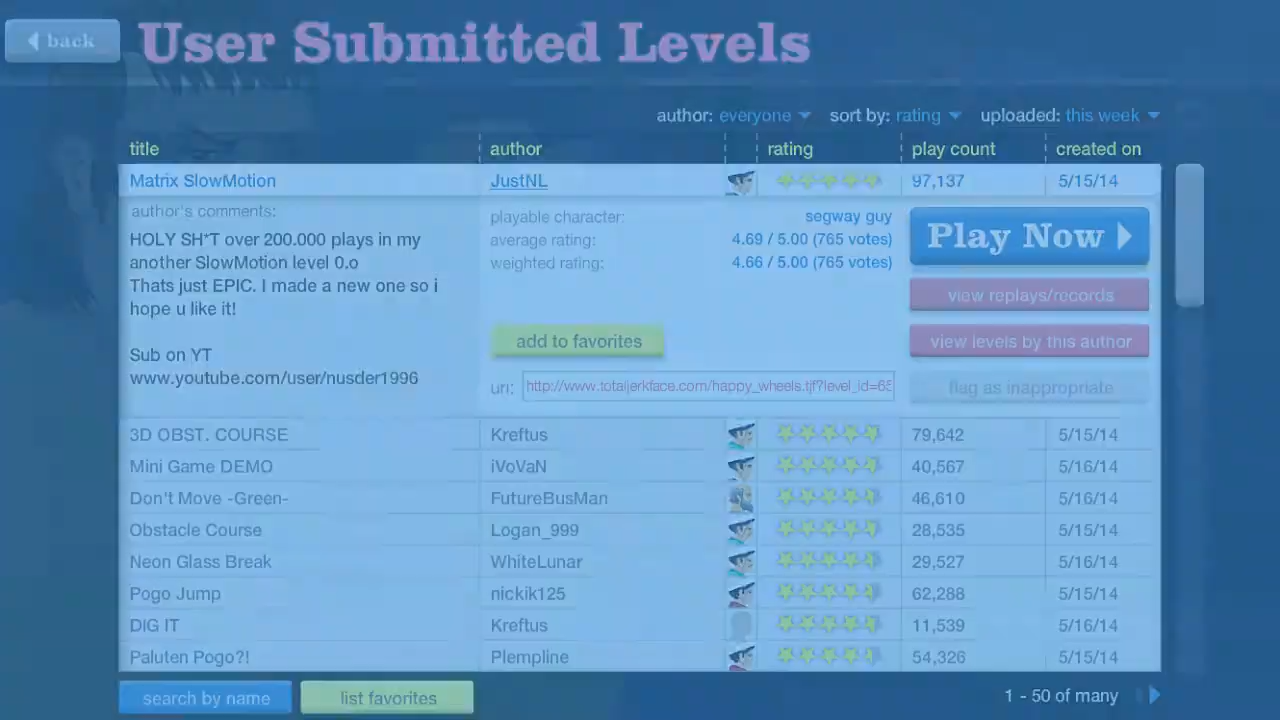 back
User Submitted Levels
author: everyone sort by: rating uploaded: this week
title author rating play count created on
Matrix SlowMotion JustNL 97,137 5/15/14
author's comments:
HOLY SH*T over 200.000 plays in my
another SlowMotion level 0.o
Thats just EPIC. I made a new one so i
hope u like it!
Sub on YT
www.youtube.com/user/nusder1996
playable character: segway guy
average rating: 4.69 / 5.00 (765 votes)
weighted rating: 4.66 / 5.00 (765 votes)
add to favorites
url: http://www.totaljerkface.com/happy_wheels.tjf?level_id=68
Play Now
view replays/records
view levels by this author
flag as inappropriate
3D OBST. COURSE Kreftus 79,642 5/15/14
Mini Game DEMO iVoVaN 40,567 5/16/14
Don't Move -Green- FutureBusMan 46,610 5/16/14
Obstacle Course Logan_999 28,535 5/15/14
Neon Glass Break WhiteLunar 29,527 5/16/14
Pogo Jump nickik125 62,288 5/15/14
DIG IT Kreftus 11,539 5/16/14
Paluten Pogo?! Plempline 54,326 5/15/14
search by name list favorites 1 - 50 of many